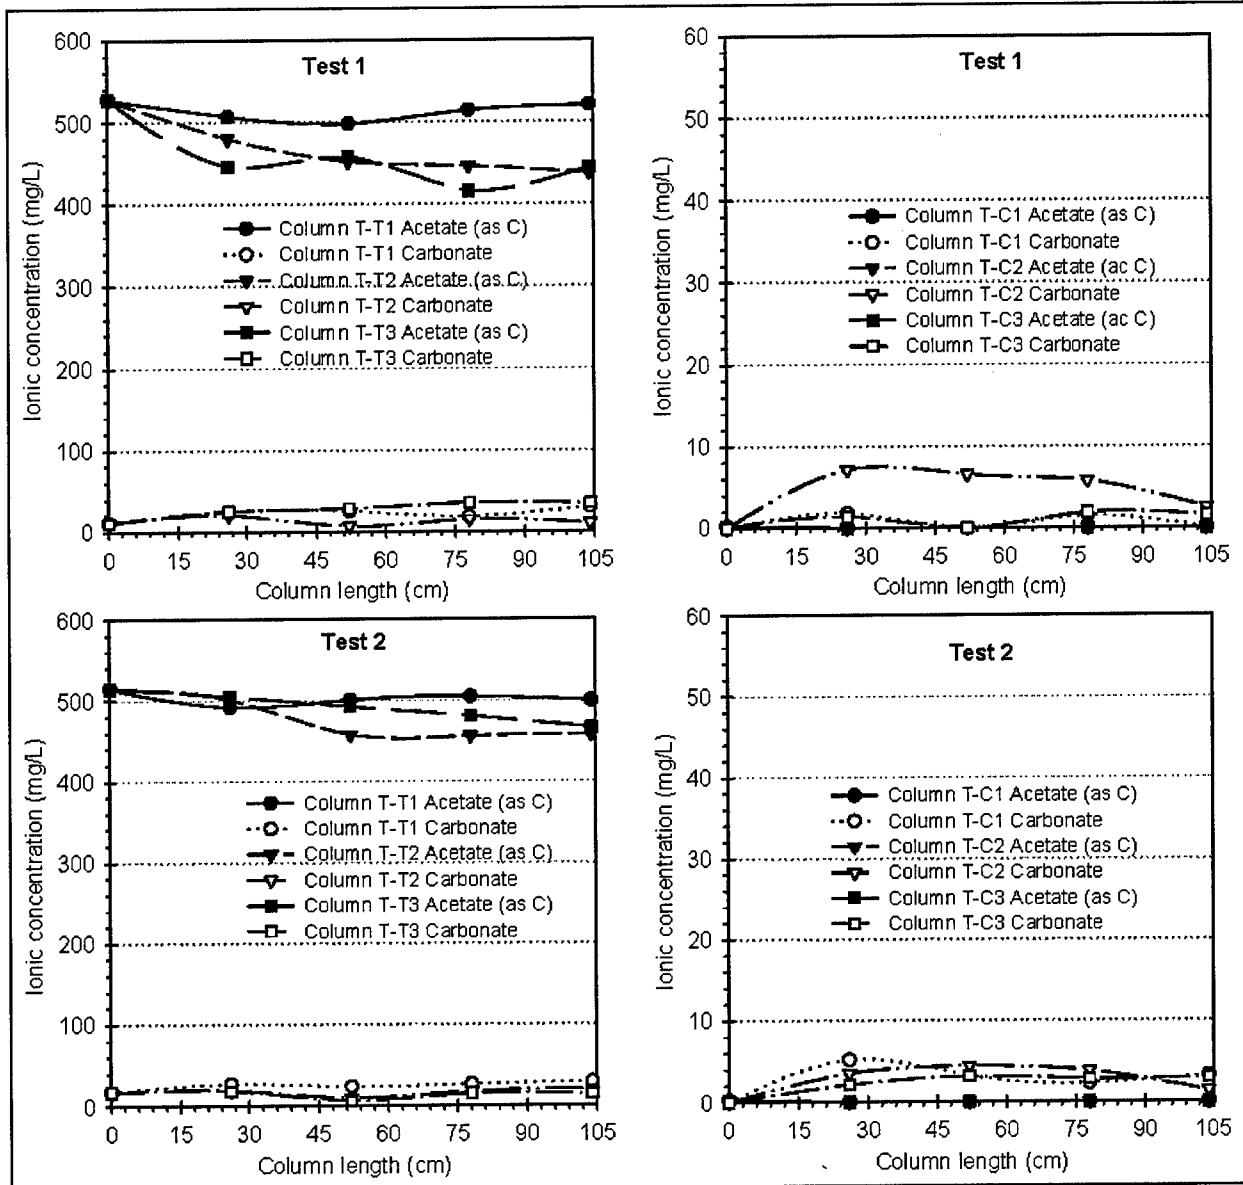 Test 1
Ionic concentration (mg/L)
600
500
400
300
200
100
0
Column T-T1 Acetate (as C)
Column T-T1 Carbonate
Column T-T2 Acetate (as C)
Column T-T2 Carbonate
Column T-T3 Acetate (as C)
Column T-T3 Carbonate
0 15 30 45 60 75 90 105
Column length (cm)
Test 1
Ionic concentration (mg/L)
60
50
40
30
20
10
0
Column T-C1 Acetate (as C)
Column T-C1 Carbonate
Column T-C2 Acetate (ac C)
Column T-C2 Carbonate
Column T-C3 Acetate (ac C)
Column T-C3 Carbonate
0 15 30 45 60 75 90 105
Column length (cm)
Test 2
Ionic concentration (mg/L)
600
500
400
300
200
100
0
Column T-T1 Acetate (as C)
Column T-T1 Carbonate
Column T-T2 Acetate (as C)
Column T-T2 Carbonate
Column T-T3 Acetate (as C)
Column T-T3 Carbonate
0 15 30 45 60 75 90 105
Column length (cm)
Test 2
Ionic concentration (mg/L)
60
50
40
30
20
10
0
Column T-C1 Acetate (as C)
Column T-C1 Carbonate
Column T-C2 Acetate (as C)
Column T-C2 Carbonate
Column T-C3 Acetate (as C)
Column T-C3 Carbonate
0 15 30 45 60 75 90 105
Column length (cm)